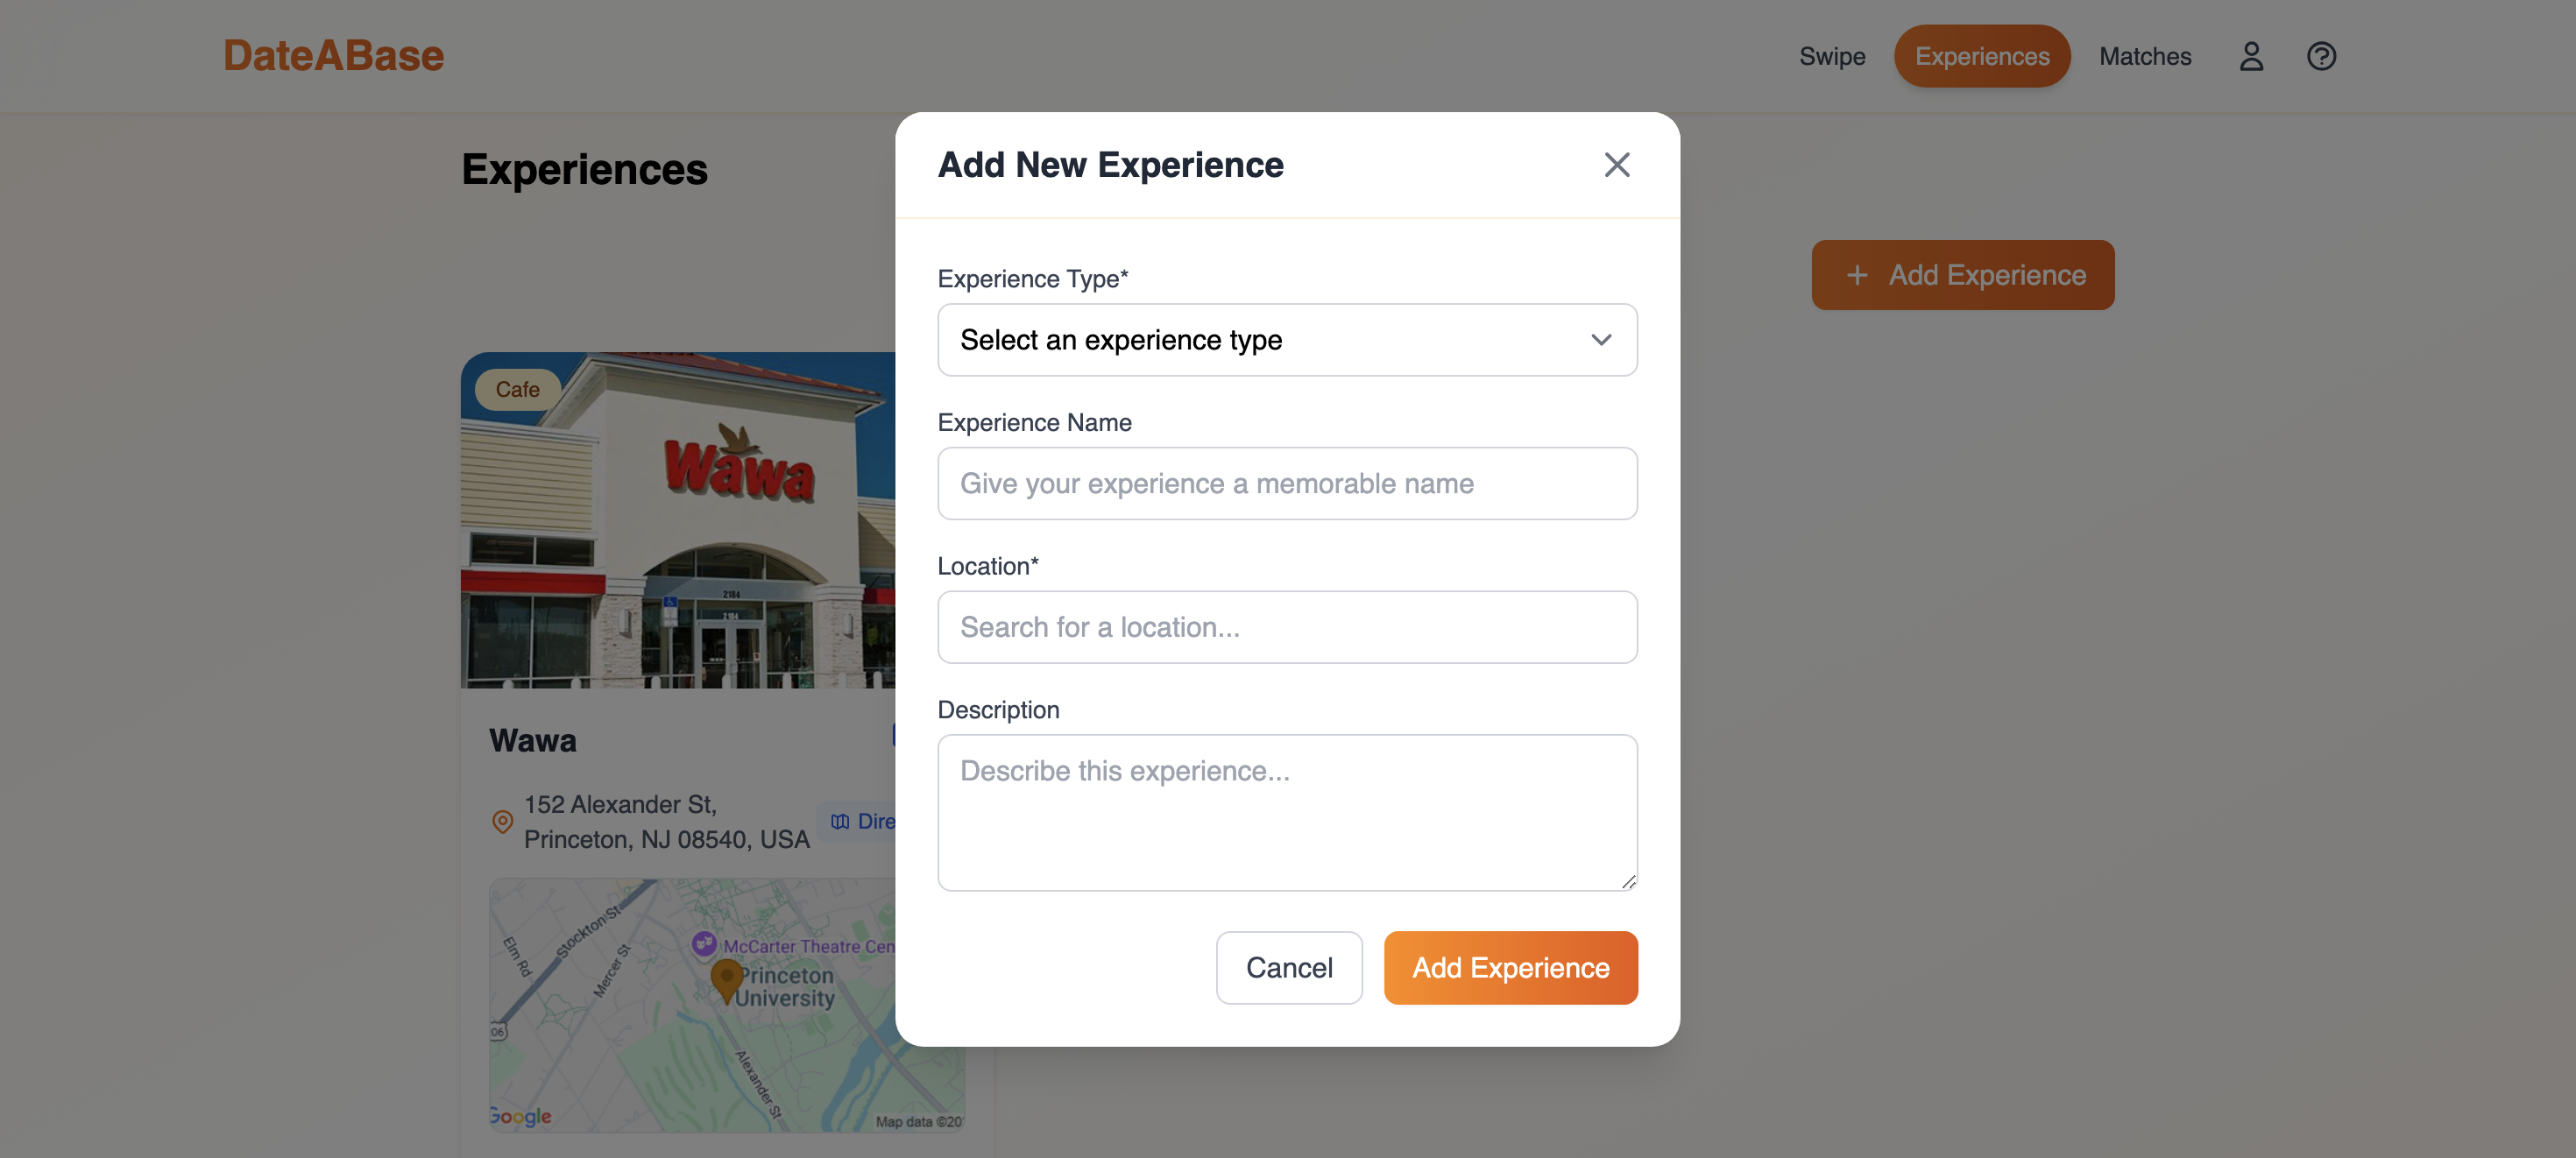 DateABase
Swipe
Experiences
Matches
Experiences
Add Experience
Cafe
Wawa
2184
2184
Wawa
152 Alexander St,
Princeton, NJ 08540, USA
Dire
Elm Rd
Stockton St
Mercer St
McCarter Theatre Cen
Princeton
University
Alexander St
06
Google
Map data ©20
Add New Experience
Experience Type*
Select an experience type
Experience Name
Give your experience a memorable name
Location*
Search for a location...
Description
Describe this experience...
Cancel
Add Experience